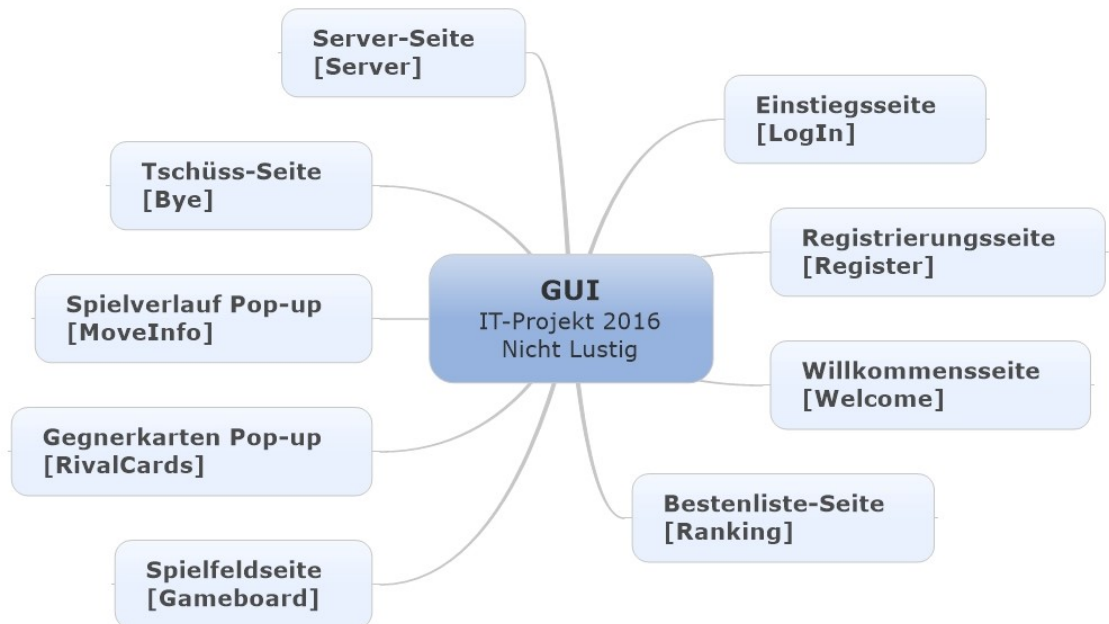 Server-Seite
[Server]
Einstiegsseite
[LogIn]
Tschüss-Seite
[Bye]
Registrierungsseite
[Register]
GUI
IT-Projekt 2016
Nicht Lustig
Spielverlauf Pop-up
[MoveInfo]
Willkommensseite
[Welcome]
Gegnerkarten Pop-up
[RivalCards]
Bestenliste-Seite
[Ranking]
Spielfeldseite
[Gameboard]